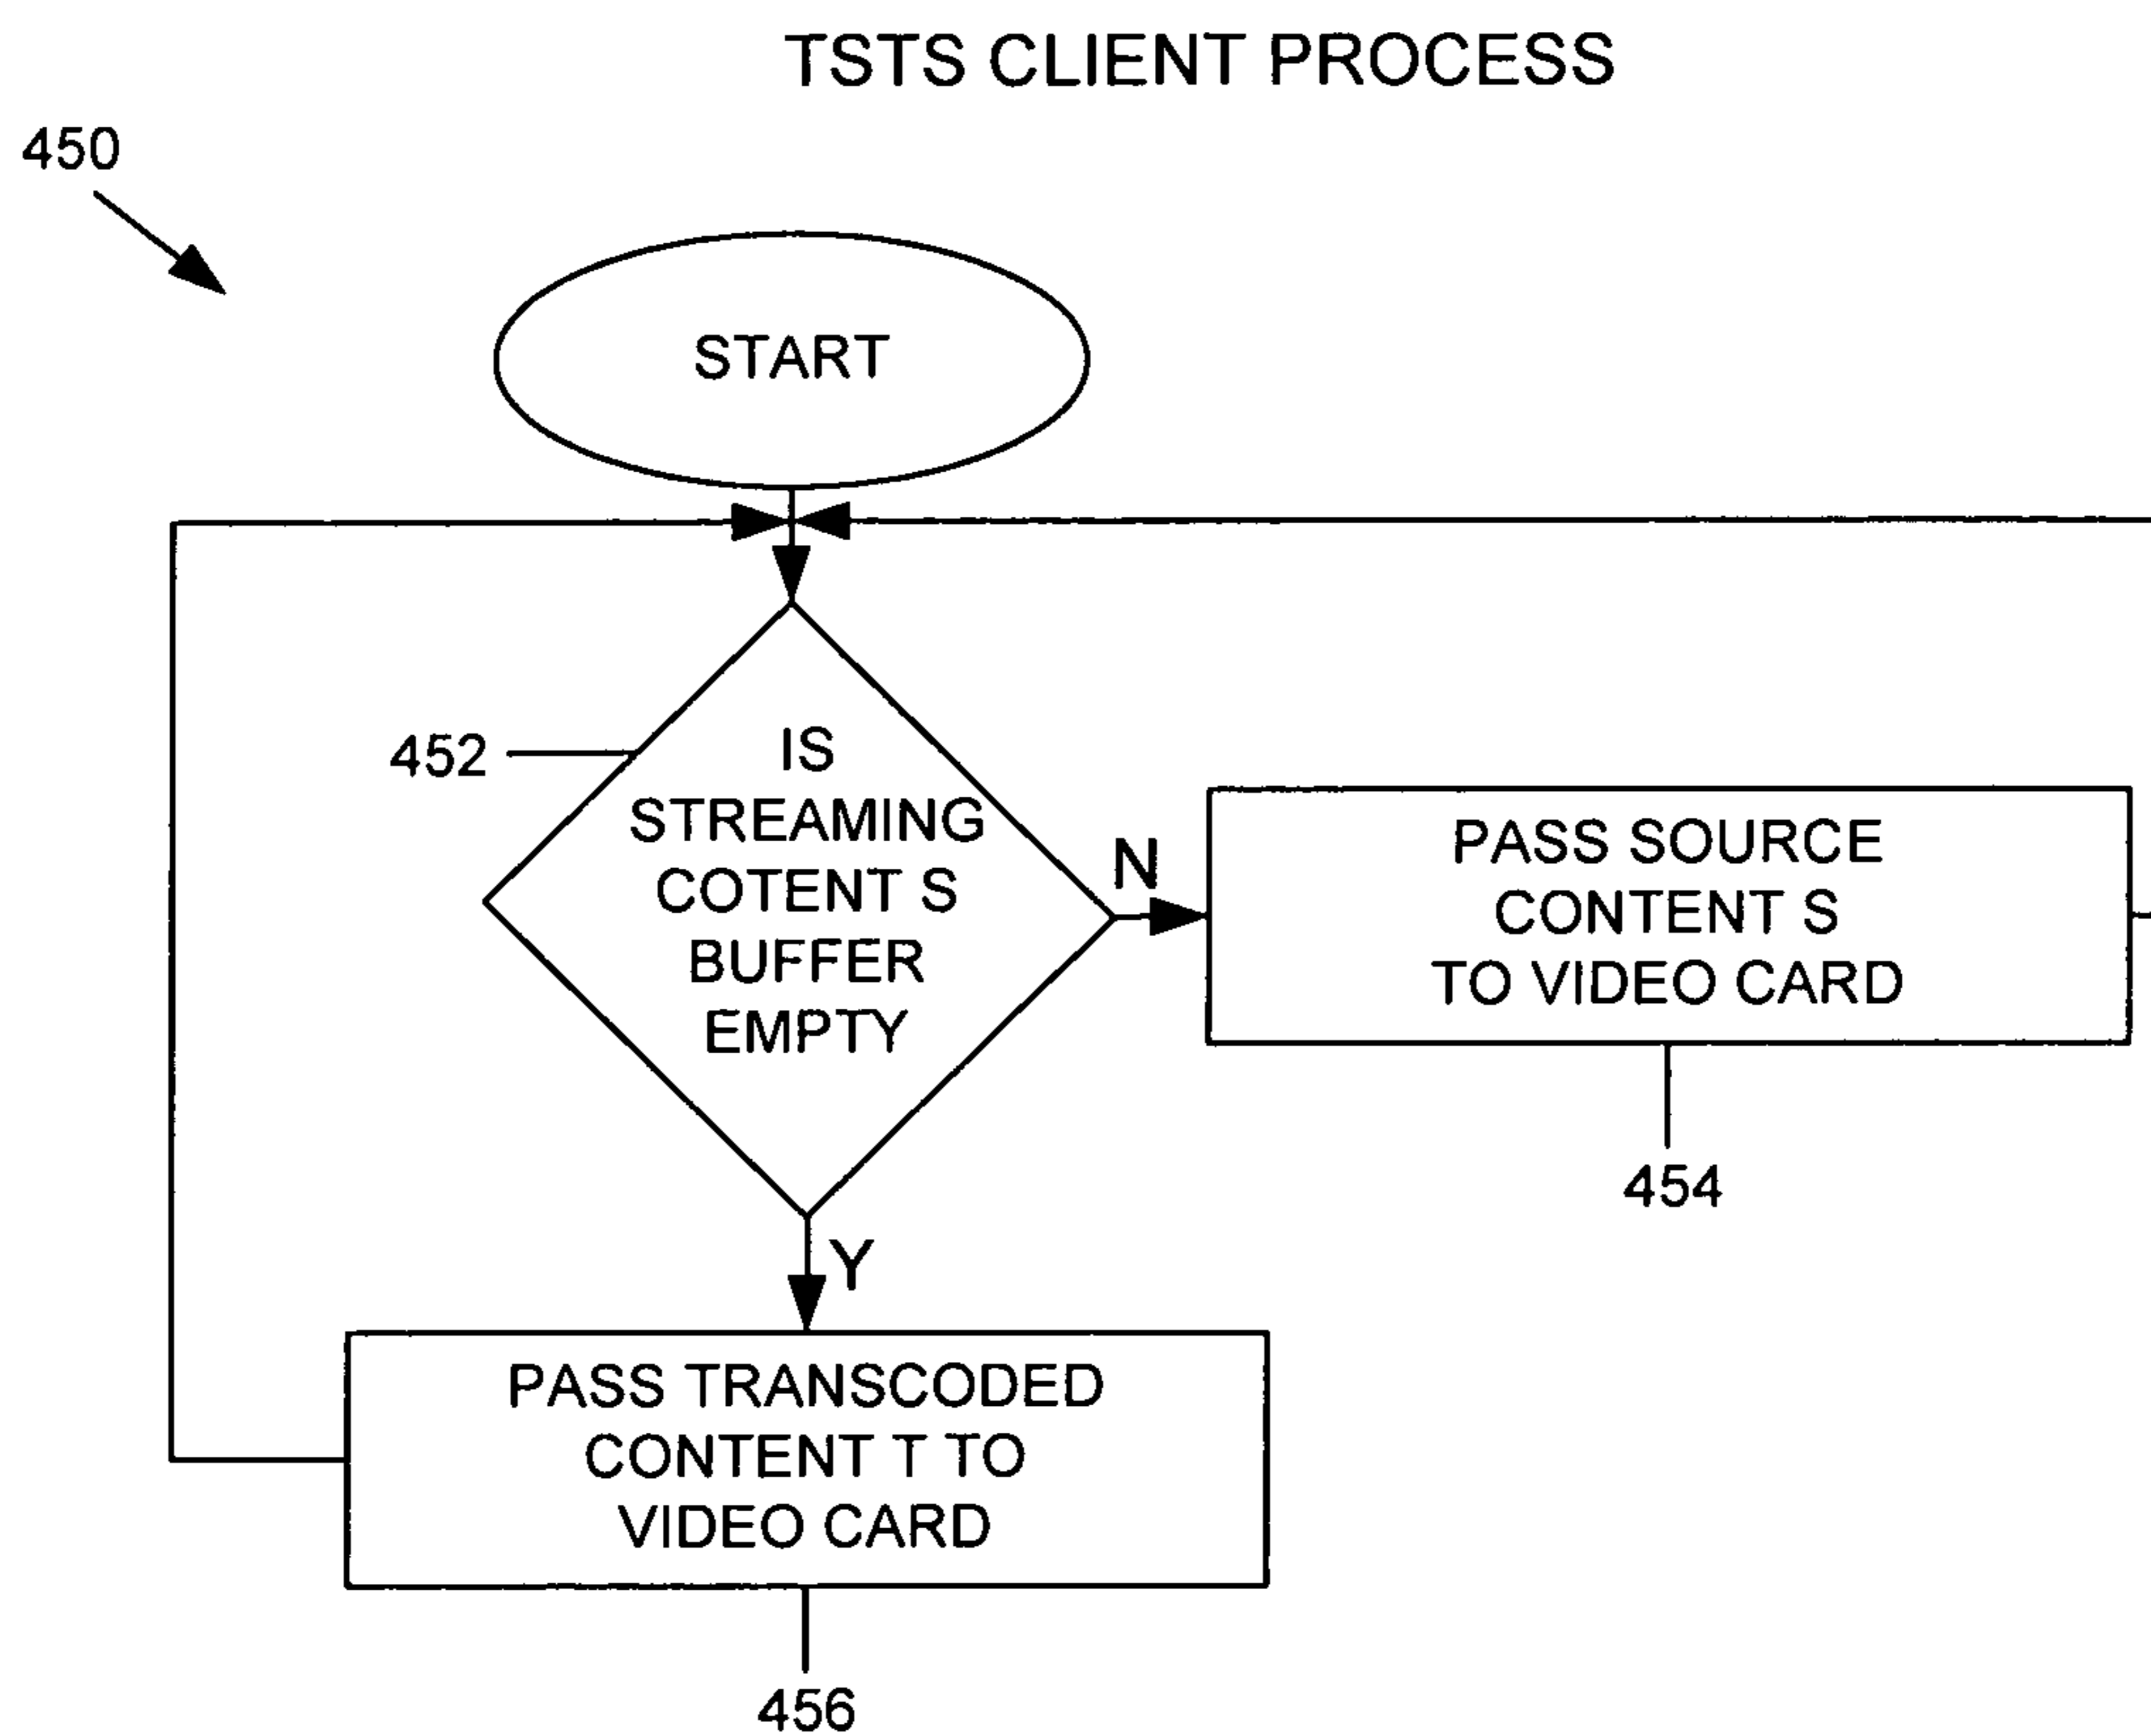 TSTS CLIENT PROCESS
450
START
452
IS
STREAMING
COTENT S
BUFFER
EMPTY
N
PASS SOURCE
CONTENT S
TO VIDEO CARD
454
Y
PASS TRANSCODED
CONTENT T TO
VIDEO CARD
456